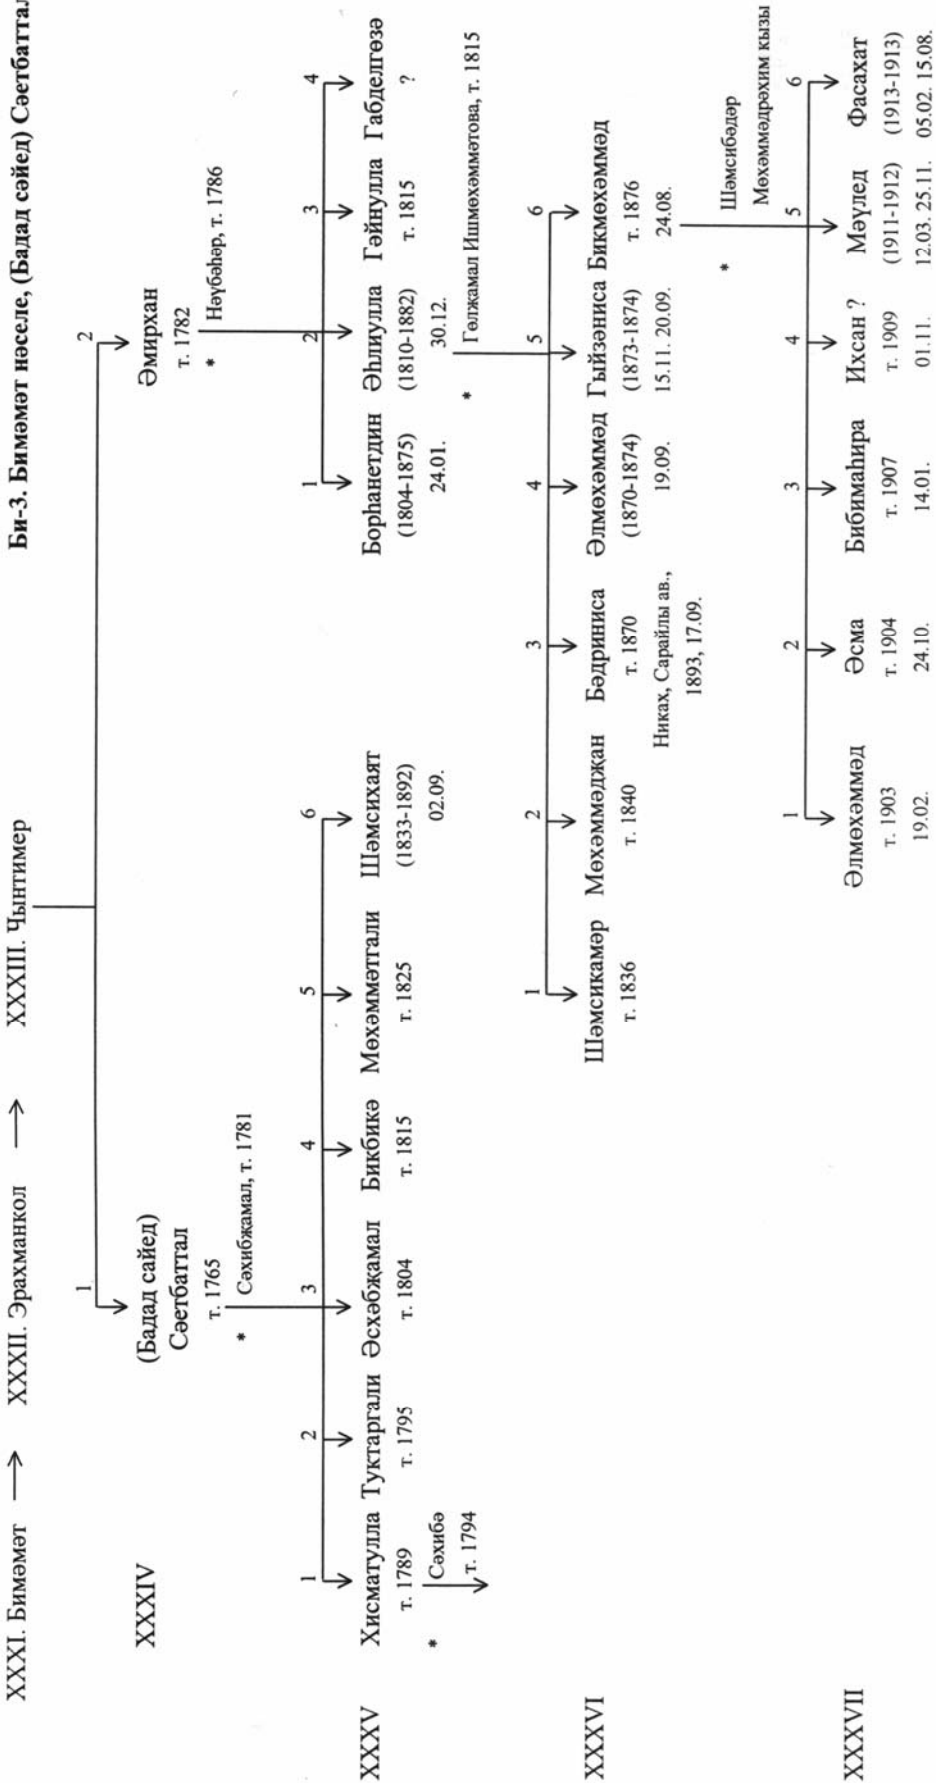 Би-3. Бимәмәт нәселе, (Бадад сәйед) Сәетбаттал
XXXI. Бимәмәт → XXXII. Эрахманкол → XXXIII. Чынтимер
1 2
XXXIV
(Бадад сайед)
Сәетбаттал
т. 1765
* Сәхибжамал, т. 1781
Әмирхан
т. 1782
* Нәүбәһәр, т. 1786
XXXV
1 2 3 4 5 6
Хисматулла Туктаргали Әсхәбҗамал Бикбикә Мөхәммәтгали Шәмсихаят
т. 1789 т. 1795 т. 1804 т. 1815 т. 1825 (1833-1892)
02.09.
* Сәхибә
т. 1794
1 2 3 4
Борһанетдин Әһлиулла Гәйнулла Габделгөзә
(1804-1875) (1810-1882) т. 1815 ?
24.01. 30.12.
* Гөлжамал Ишмөхәммәтова, т. 1815
XXXVI
1 2 3 4 5 6
Шәмсикамәр Мөхәммәдҗан Бәдриниса Әлмөхәммәд Гыйзәниса Бикмөхәммәд
т. 1836 т. 1840 т. 1870 (1870-1874) (1873-1874) т. 1876
Никах, Сарайлы ав., 19.09. 15.11. 20.09. 24.08.
1893, 17.09.
* Шәмсибәдәр
Мөхәммәдрәхим кызы
XXXVII
1 2 3 4 5 6
Әлмөхәммәд Әсма Бибимаһира Ихсан ? Мәүлед Фасахат
т. 1903 т. 1904 т. 1907 т. 1909 (1911-1912) (1913-1913)
19.02. 24.10. 14.01. 01.11. 12.03. 25.11. 05.02. 15.08.